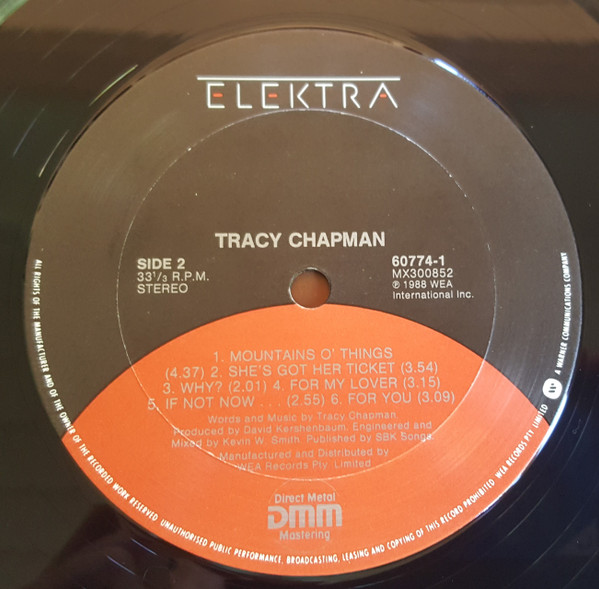 ELEKTRA
TRACY CHAPMAN
SIDE 2
33 1/3 R.P.M.
STEREO
60774-1
MX300852
℗ 1988 WEA
International Inc.
1. MOUNTAINS O' THINGS
(4.37) 2. SHE'S GOT HER TICKET (3.54)
3. WHY? (2.01) 4. FOR MY LOVER (3.15)
5. IF NOT NOW . . . (2.55) 6. FOR YOU (3.09)
Words and Music by Tracy Chapman.
Produced by David Kershenbaum. Engineered and
Mixed by Kevin W. Smith. Published by SBK Songs.
Manufactured and Distributed by
WEA Records Pty. Limited
Direct Metal
DMM
Mastering
ALL RIGHTS OF THE MANUFACTURER AND OF THE OWNER OF THE RECORDED WORK RESERVED UNAUTHORISED PUBLIC PERFORMANCE, BROADCASTING, LEASING AND COPYING OF THIS RECORD PROHIBITED WEA RECORDS PTY. LIMITED
A WARNER COMMUNICATIONS COMPANY